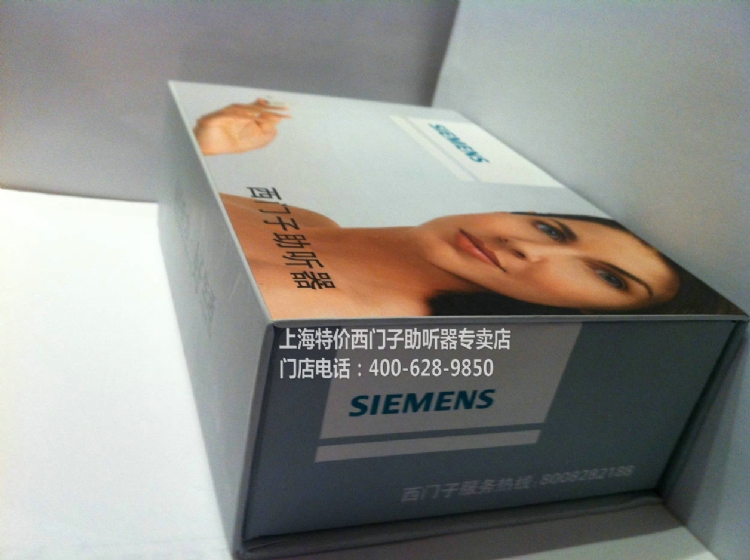 SIEMENS
西门子助听器
上海特价西门子助听器专卖店
门店电话：400-628-9850
SIEMENS
西门子服务热线:8008282188